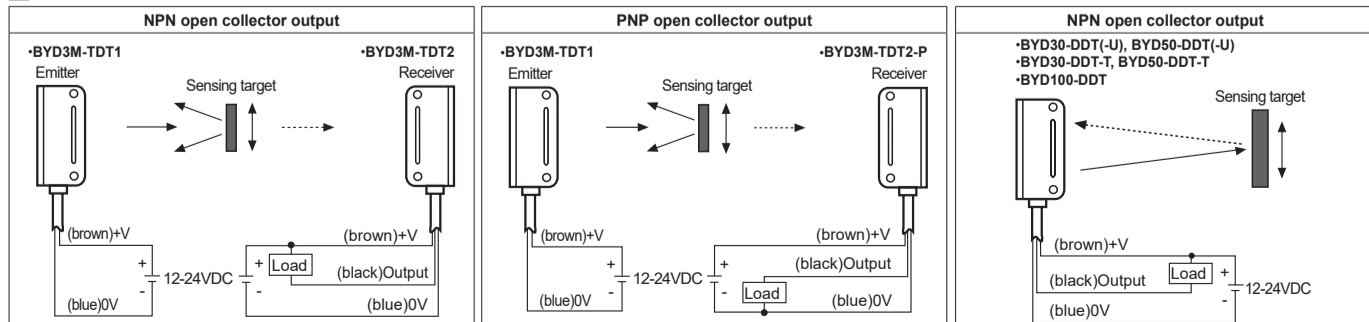 NPN open collector output
•BYD3M-TDT1
Emitter
•BYD3M-TDT2
Receiver
Sensing target
(brown)+V
+
-
12-24VDC
(blue)0V
(brown)+V
+
-
Load
(black)Output
(blue)0V
PNP open collector output
•BYD3M-TDT1
Emitter
•BYD3M-TDT2-P
Receiver
Sensing target
(brown)+V
+
-
12-24VDC
(blue)0V
(brown)+V
+
-
(black)Output
Load
(blue)0V
NPN open collector output
•BYD30-DDT(-U), BYD50-DDT(-U)
•BYD30-DDT-T, BYD50-DDT-T
•BYD100-DDT
Sensing target
(brown)+V
(black)Output
Load
+
-
12-24VDC
(blue)0V